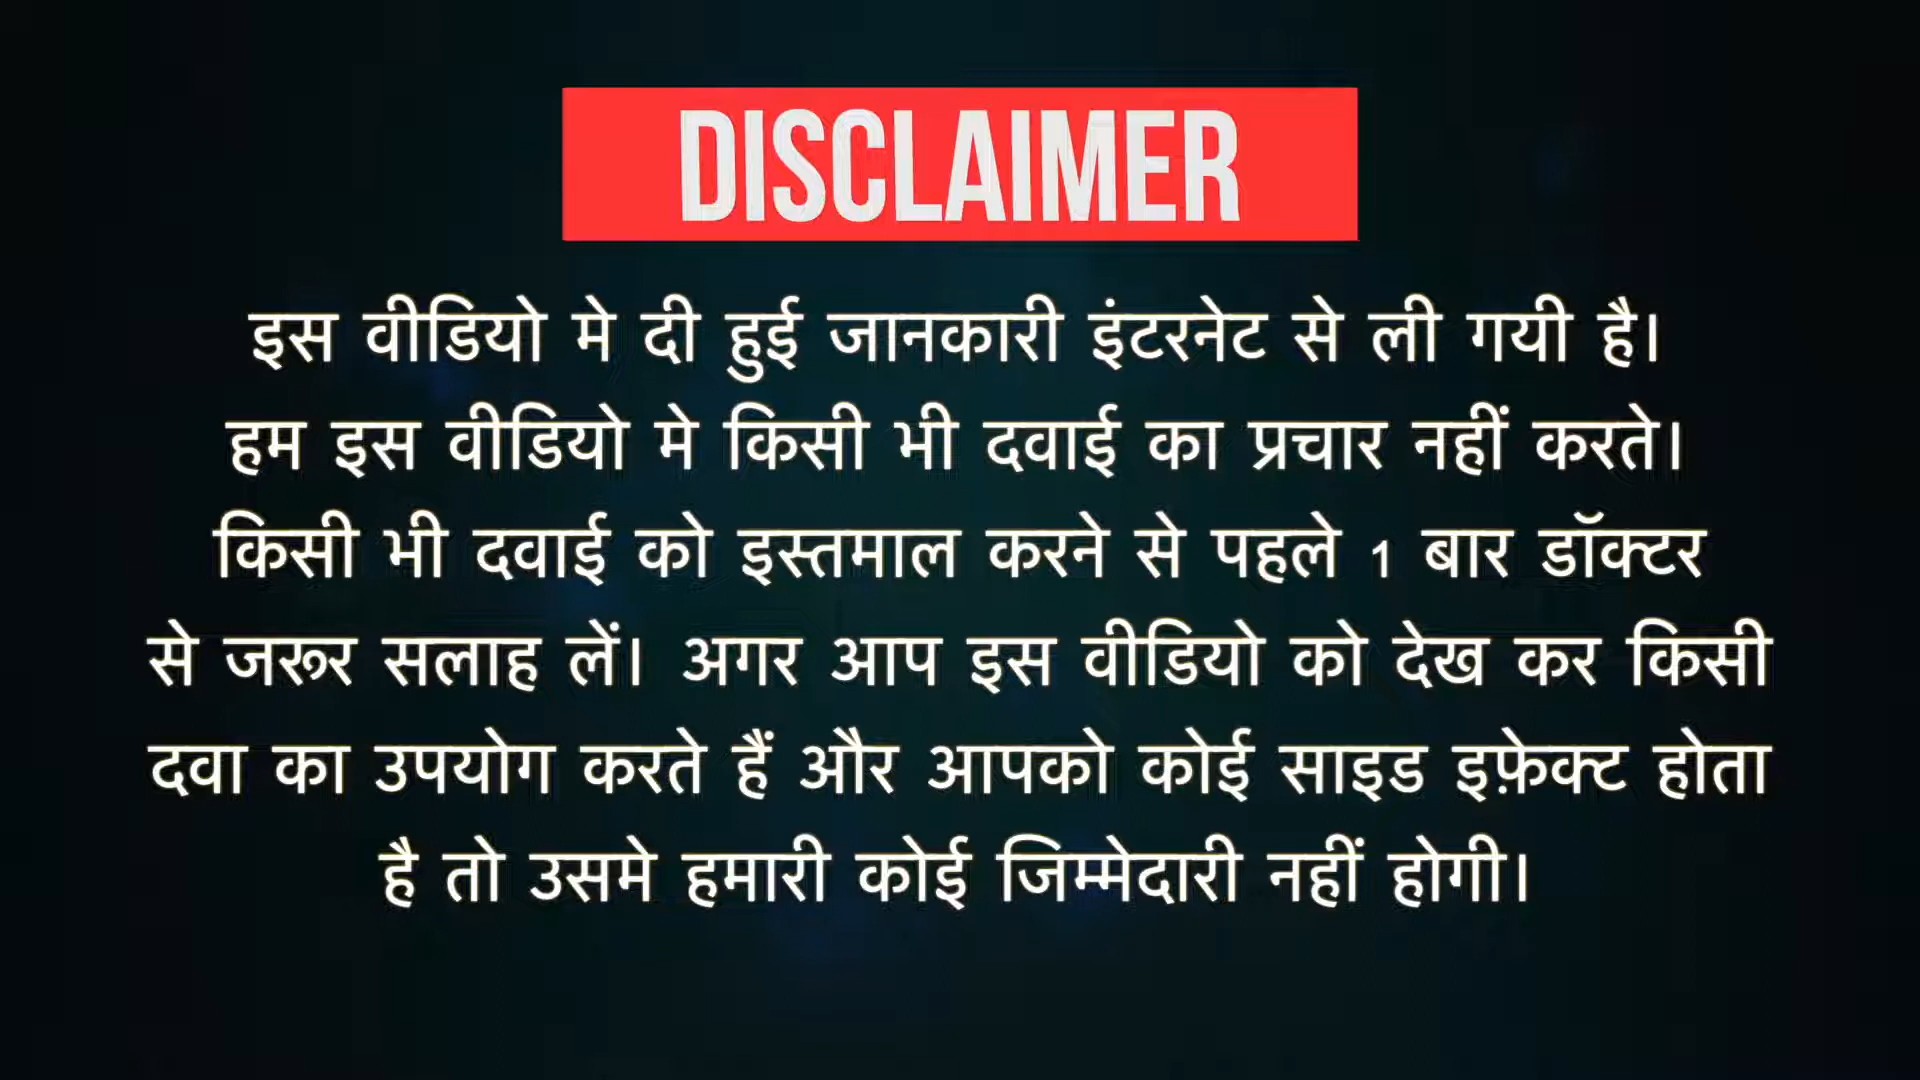 DISCLAIMER
इस वीडियो मे दी हुई जानकारी इंटरनेट से ली गयी है।
हम इस वीडियो मे किसी भी दवाई का प्रचार नहीं करते।
किसी भी दवाई को इस्तमाल करने से पहले 1 बार डॉक्टर
से जरूर सलाह लें। अगर आप इस वीडियो को देख कर किसी
दवा का उपयोग करते हैं और आपको कोई साइड इफ़ेक्ट होता
है तो उसमे हमारी कोई जिम्मेदारी नहीं होगी।